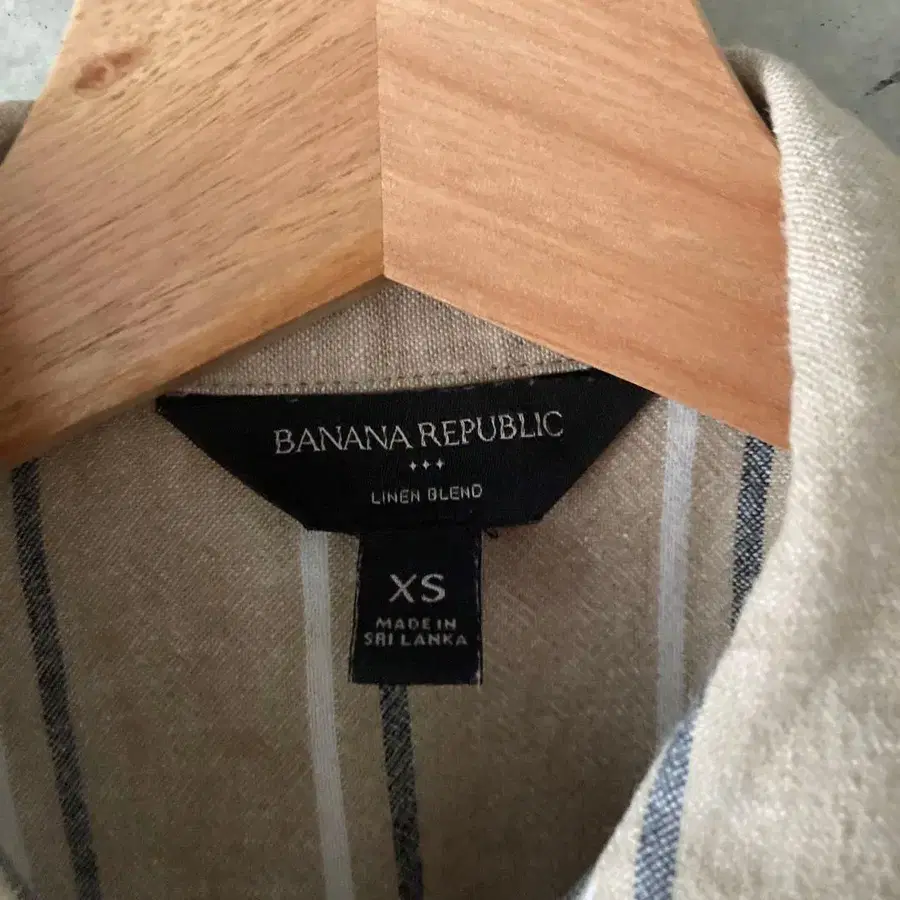 BANANA REPUBLIC
LINEN BLEND
XS
MADE IN
SRI LANKA